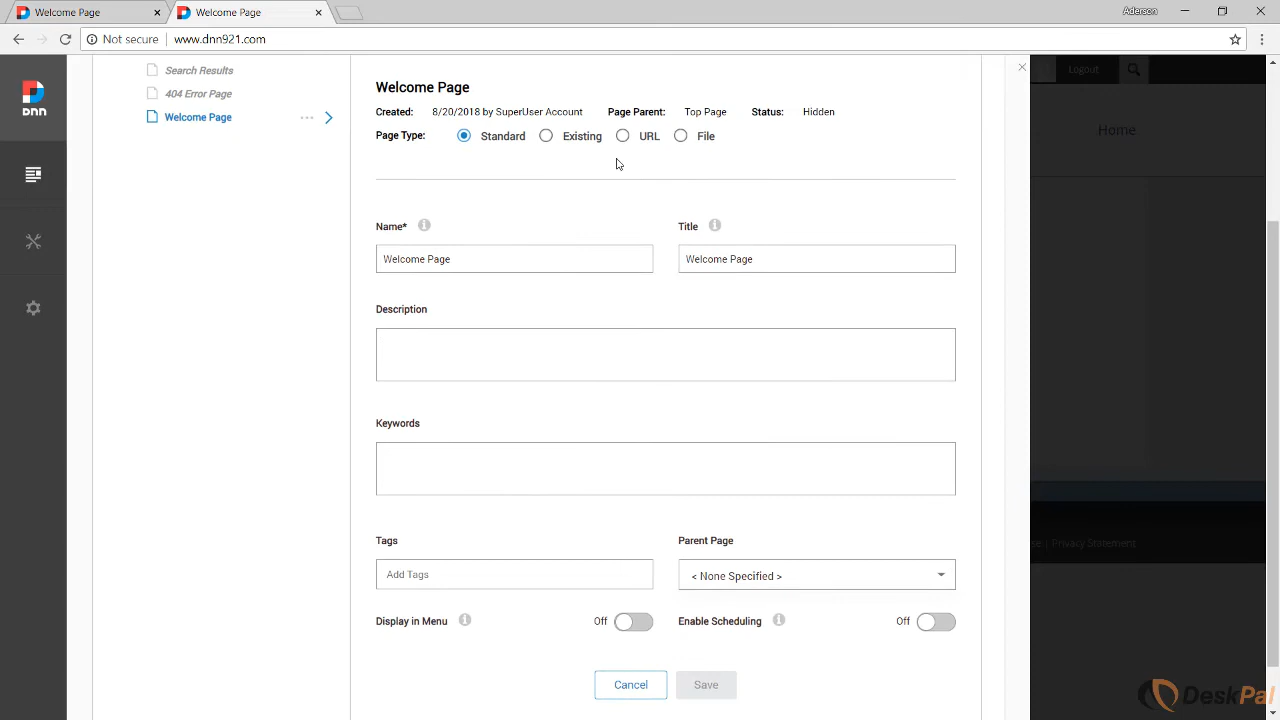 Welcome Page
Welcome Page
Aderson
Not secure
www.dnn921.com
Logout
Home
dnn
Search Results
404 Error Page
Welcome Page
Welcome Page
Created: 8/20/2018 by SuperUser Account Page Parent: Top Page Status: Hidden
Page Type: Standard Existing URL File
Name* Title
Welcome Page Welcome Page
Description
Keywords
Tags Parent Page
Add Tags < None Specified >
Display in Menu Off Enable Scheduling Off
Cancel Save
| Privacy Statement
DeskPal